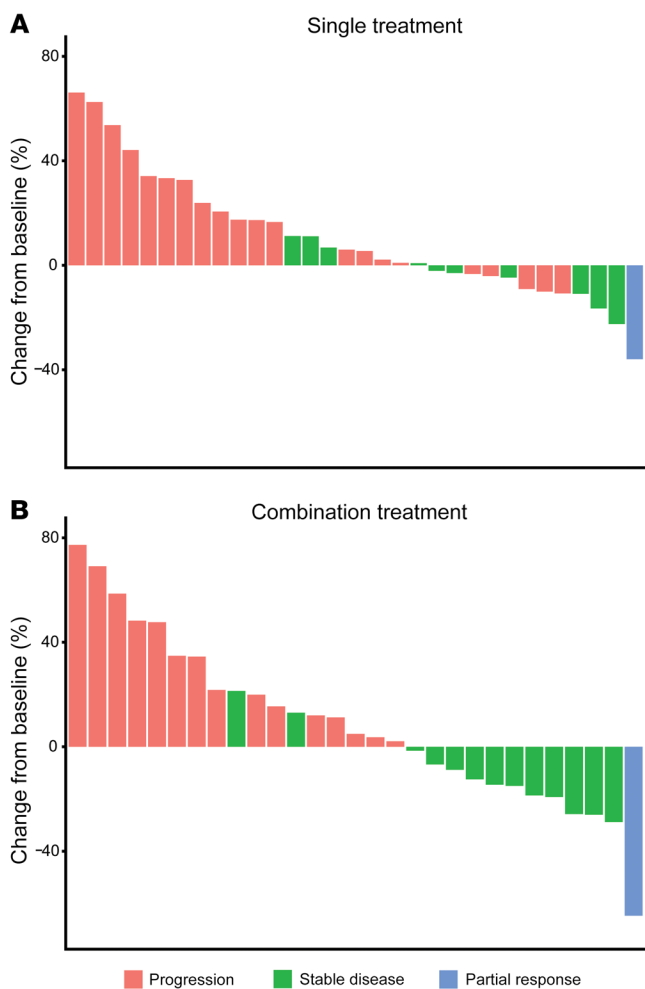 A
Single treatment
80
40
0
−40
Change from baseline (%)
B
Combination treatment
80
40
0
−40
Change from baseline (%)
Progression Stable disease Partial response